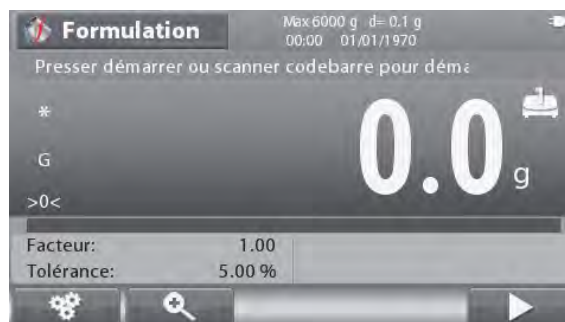 Formulation
Max 6000 g d= 0.1 g
00:00 01/01/1970
Presser démarrer ou scanner codebarre pour déma
*
G
0.0 g
>0<
Facteur: 1.00
Tolérance: 5.00 %